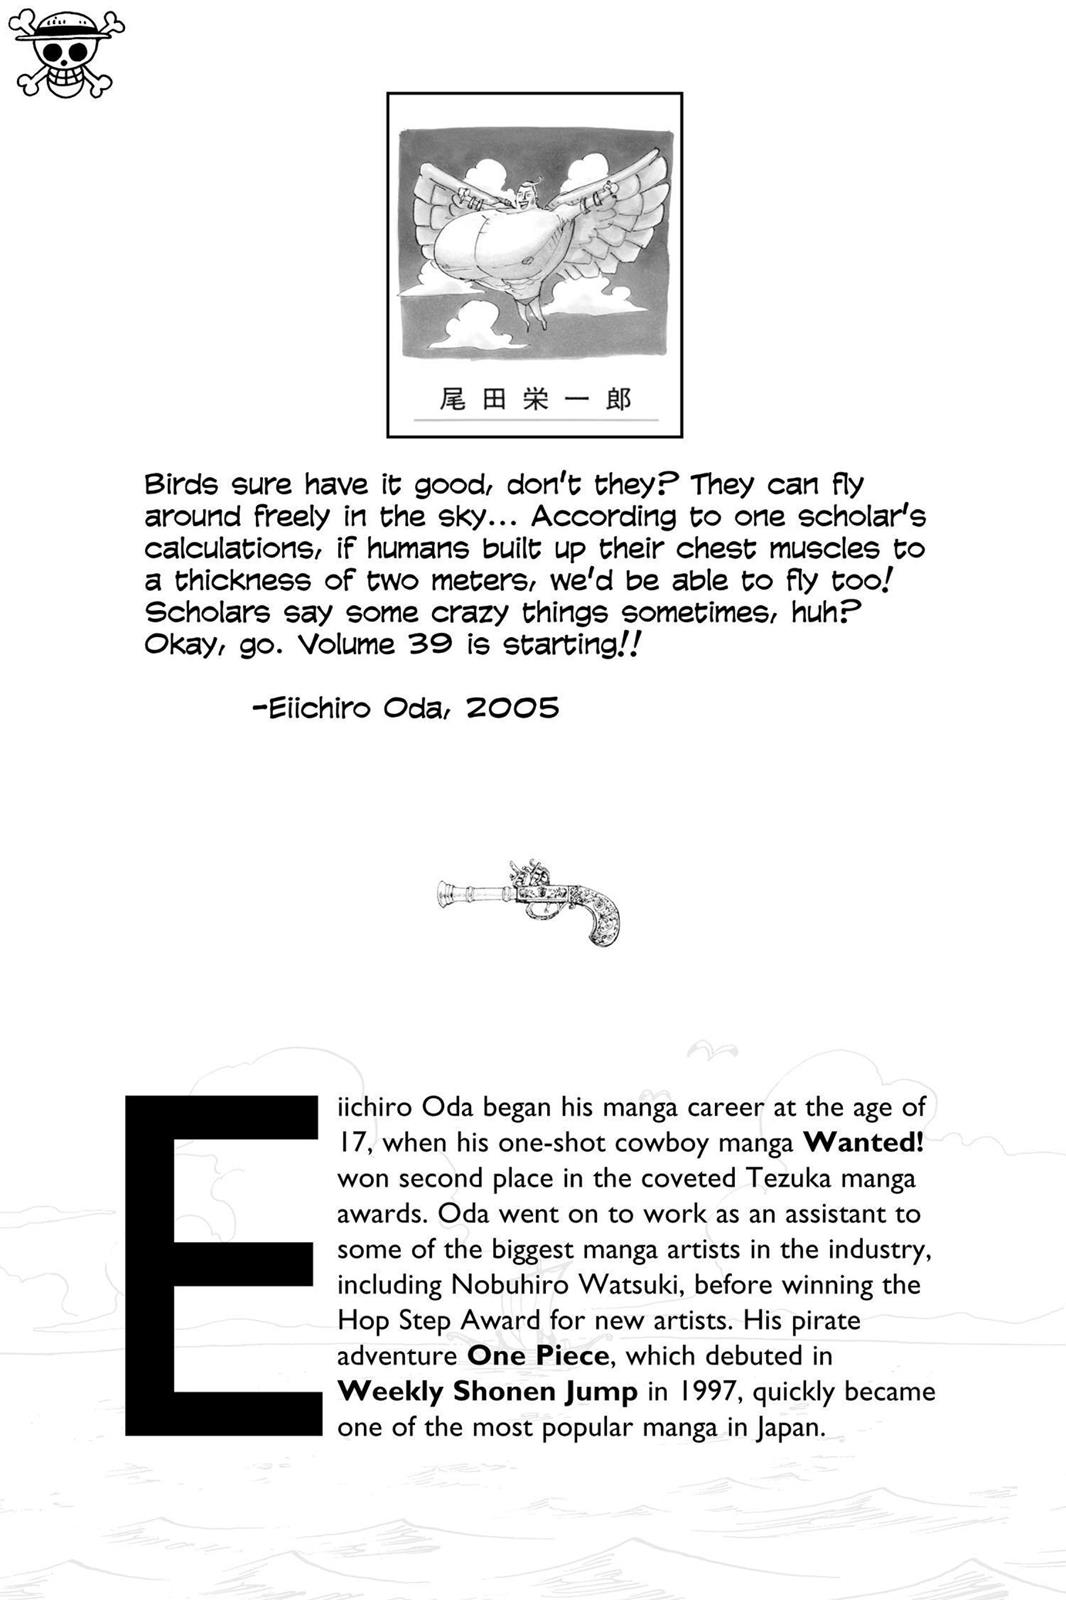 尾田栄一郎
Birds sure have it good, don't they? They can fly
around freely in the sky... According to one scholar's
calculations, if humans built up their chest muscles to
a thickness of two meters, we'd be able to fly too!
Scholars say some crazy things sometimes, huh?
Okay, go. Volume 39 is starting!!
-Eiichiro Oda, 2005
Eiichiro Oda began his manga career at the age of
17, when his one-shot cowboy manga Wanted!
won second place in the coveted Tezuka manga
awards. Oda went on to work as an assistant to
some of the biggest manga artists in the industry,
including Nobuhiro Watsuki, before winning the
Hop Step Award for new artists. His pirate
adventure One Piece, which debuted in
Weekly Shonen Jump in 1997, quickly became
one of the most popular manga in Japan.